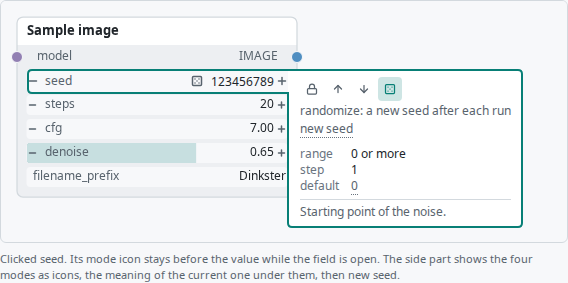 Sample image
model IMAGE
− seed 123456789 +
− steps 20 +
− cfg 7.00 +
− denoise 0.65 +
filename_prefix Dinkster
randomize: a new seed after each run
new seed
range 0 or more
step 1
default 0
Starting point of the noise.
Clicked seed. Its mode icon stays before the value while the field is open. The side part shows the four
modes as icons, the meaning of the current one under them, then new seed.